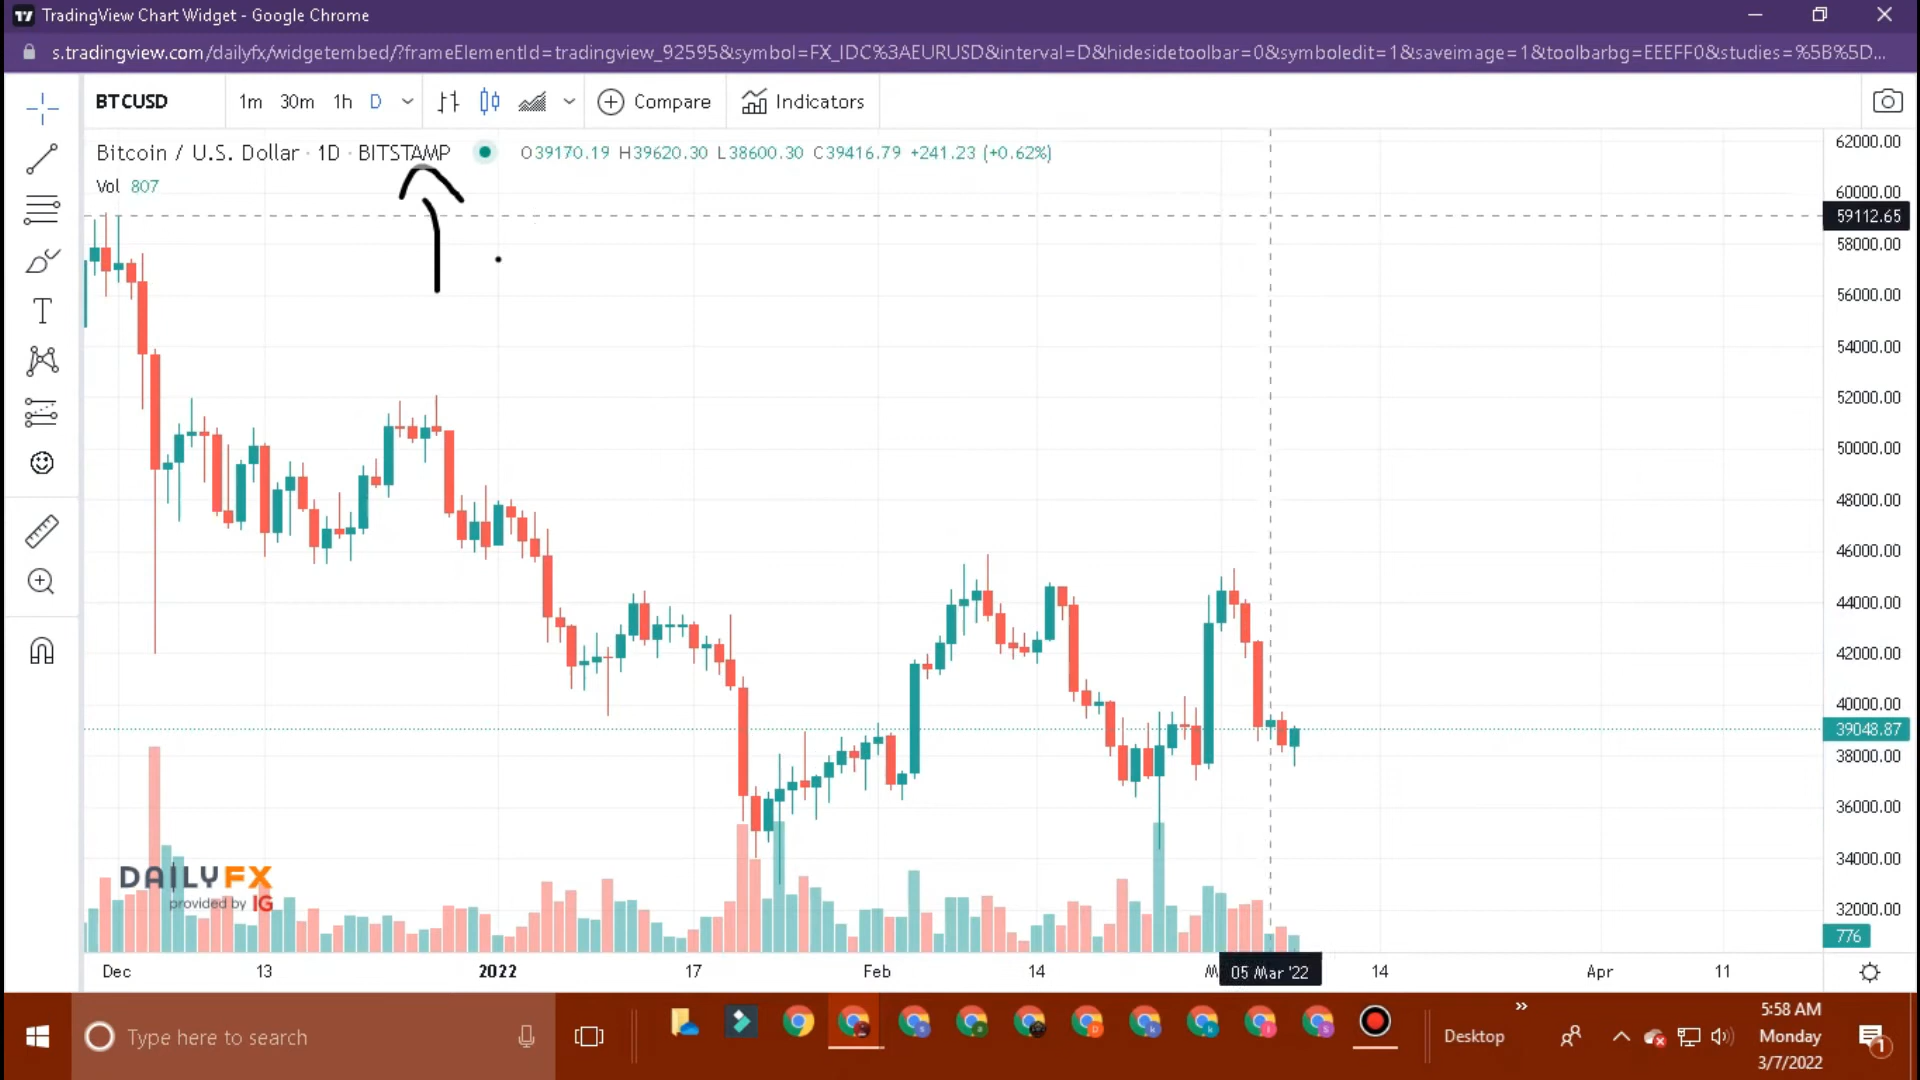 TradingView Chart Widget - Google Chrome
s.tradingview.com/dailyfx/widgetembed/?frameElementId=tradingview_92595&symbol=FX_IDC%3AEURUSD&interval=D&hidesidetoolbar=0&symboledit=1&saveimage=1&toolbarbg=EEEFF0&studies=%5B%5D...
BTCUSD 1m 30m 1h D Compare Indicators
Bitcoin / U.S. Dollar · 1D · BITSTAMP O39170.19 H39620.30 L38600.30 C39416.79 +241.23 (+0.62%)
Vol 807
62000.00
60000.00
59112.65
58000.00
56000.00
54000.00
52000.00
50000.00
48000.00
46000.00
44000.00
42000.00
40000.00
39048.87
38000.00
36000.00
34000.00
32000.00
776
DAILYFX
provided by IG
Dec 13 2022 17 Feb 14 M 05 Mar '22 14 Apr 11
Type here to search
Desktop
5:58 AM
Monday
3/7/2022
1